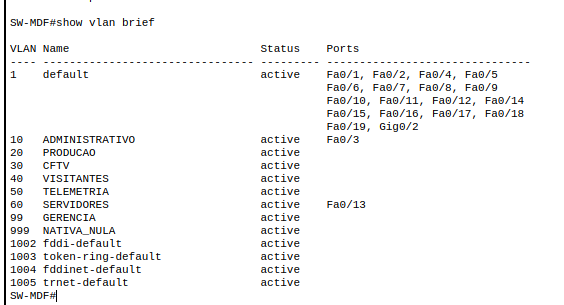 SW-MDF#show vlan brief
VLAN Name                             Status    Ports
---- -------------------------------- --------- -------------------------------
1    default                          active    Fa0/1, Fa0/2, Fa0/4, Fa0/5
                                                Fa0/6, Fa0/7, Fa0/8, Fa0/9
                                                Fa0/10, Fa0/11, Fa0/12, Fa0/14
                                                Fa0/15, Fa0/16, Fa0/17, Fa0/18
                                                Fa0/19, Gig0/2
10   ADMINISTRATIVO                   active    Fa0/3
20   PRODUCAO                         active
30   CFTV                             active
40   VISITANTES                       active
50   TELEMETRIA                       active
60   SERVIDORES                       active    Fa0/13
99   GERENCIA                         active
999  NATIVA_NULA                      active
1002 fddi-default                     active
1003 token-ring-default               active
1004 fddinet-default                  active
1005 trnet-default                    active
SW-MDF#